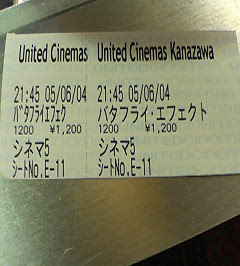 United Cinemas United Cinemas Kanazawa
21:45 05/06/04 21:45 05/06/04
ﾊﾞﾀﾌﾗｲｴﾌｪｸ バタフライ・エフェクト
1200 ¥1,200 1200 ¥1,200
シネマ5 シネマ5
ｼｰﾄNo.E-11 ｼｰﾄNo.E-11